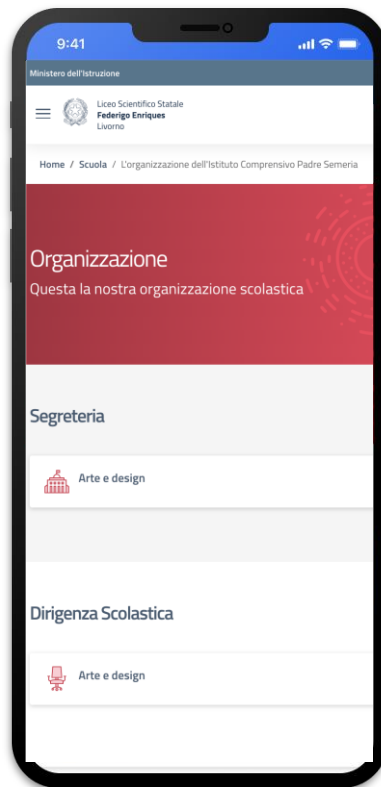 9:41
Ministero dell'Istruzione
Liceo Scientifico Statale
Federigo Enriques
Livorno
Home / Scuola / L'organizzazione dell'Istituto Comprensivo Padre Semeria
Organizzazione
Questa la nostra organizzazione scolastica
Segreteria
Arte e design
Dirigenza Scolastica
Arte e design